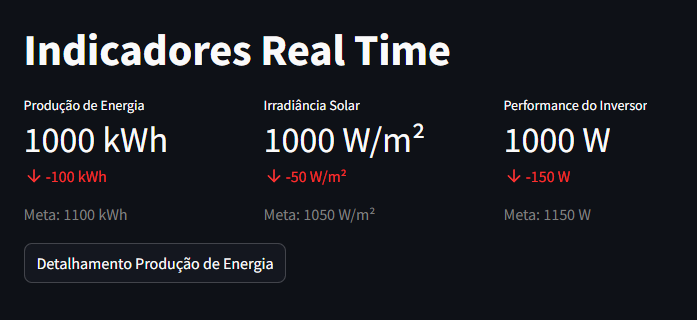 Indicadores Real Time
Produção de Energia
1000 kWh
↓ -100 kWh
Meta: 1100 kWh
Irradiância Solar
1000 W/m²
↓ -50 W/m²
Meta: 1050 W/m²
Performance do Inversor
1000 W
↓ -150 W
Meta: 1150 W
Detalhamento Produção de Energia